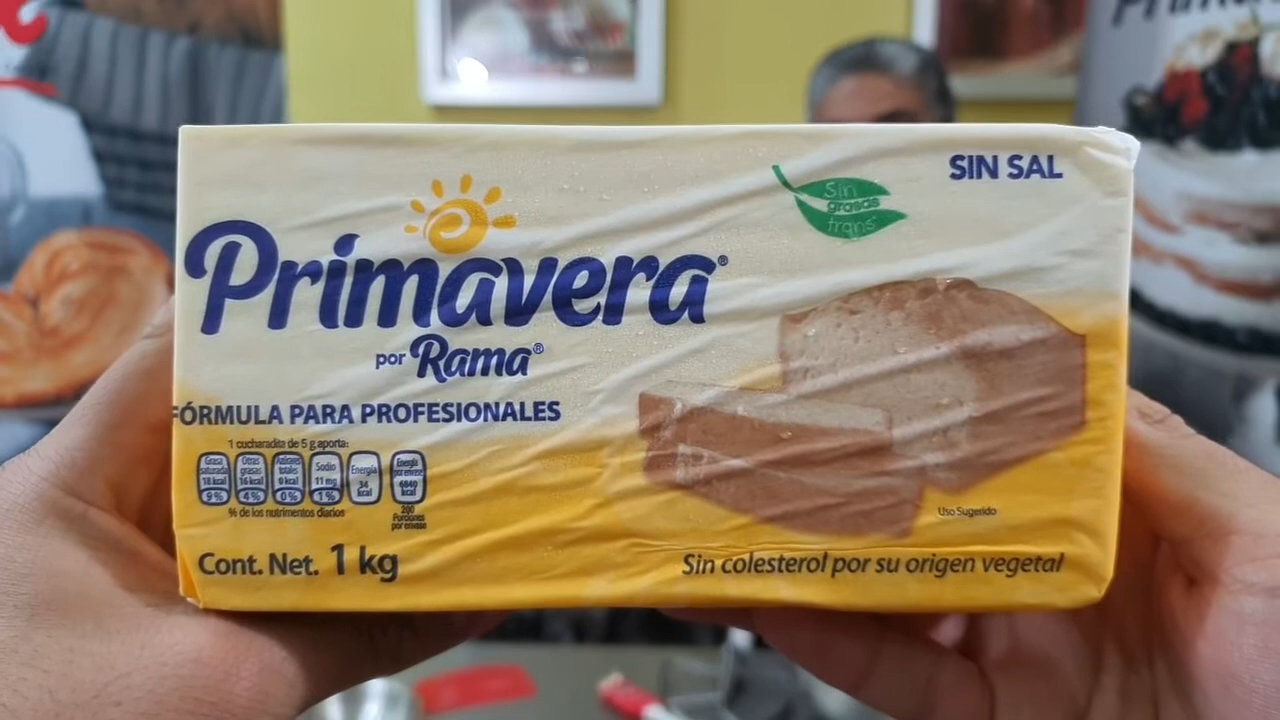 SIN SAL
Sin
grasas
trans
Primavera®
por Rama®
FÓRMULA PARA PROFESIONALES
1 cucharadita de 5 g aporta:
Grasa saturada 18 kcal 9%
Otras grasas 16 kcal 4%
Azúcares totales 0 kcal 0%
Sodio 11 mg 1%
Energía 34 kcal
Energía por envase 6840 kcal
% de los nutrimentos diarios
200 Porciones por envase
Uso Sugerido
Cont. Net. 1 kg
Sin colesterol por su origen vegetal